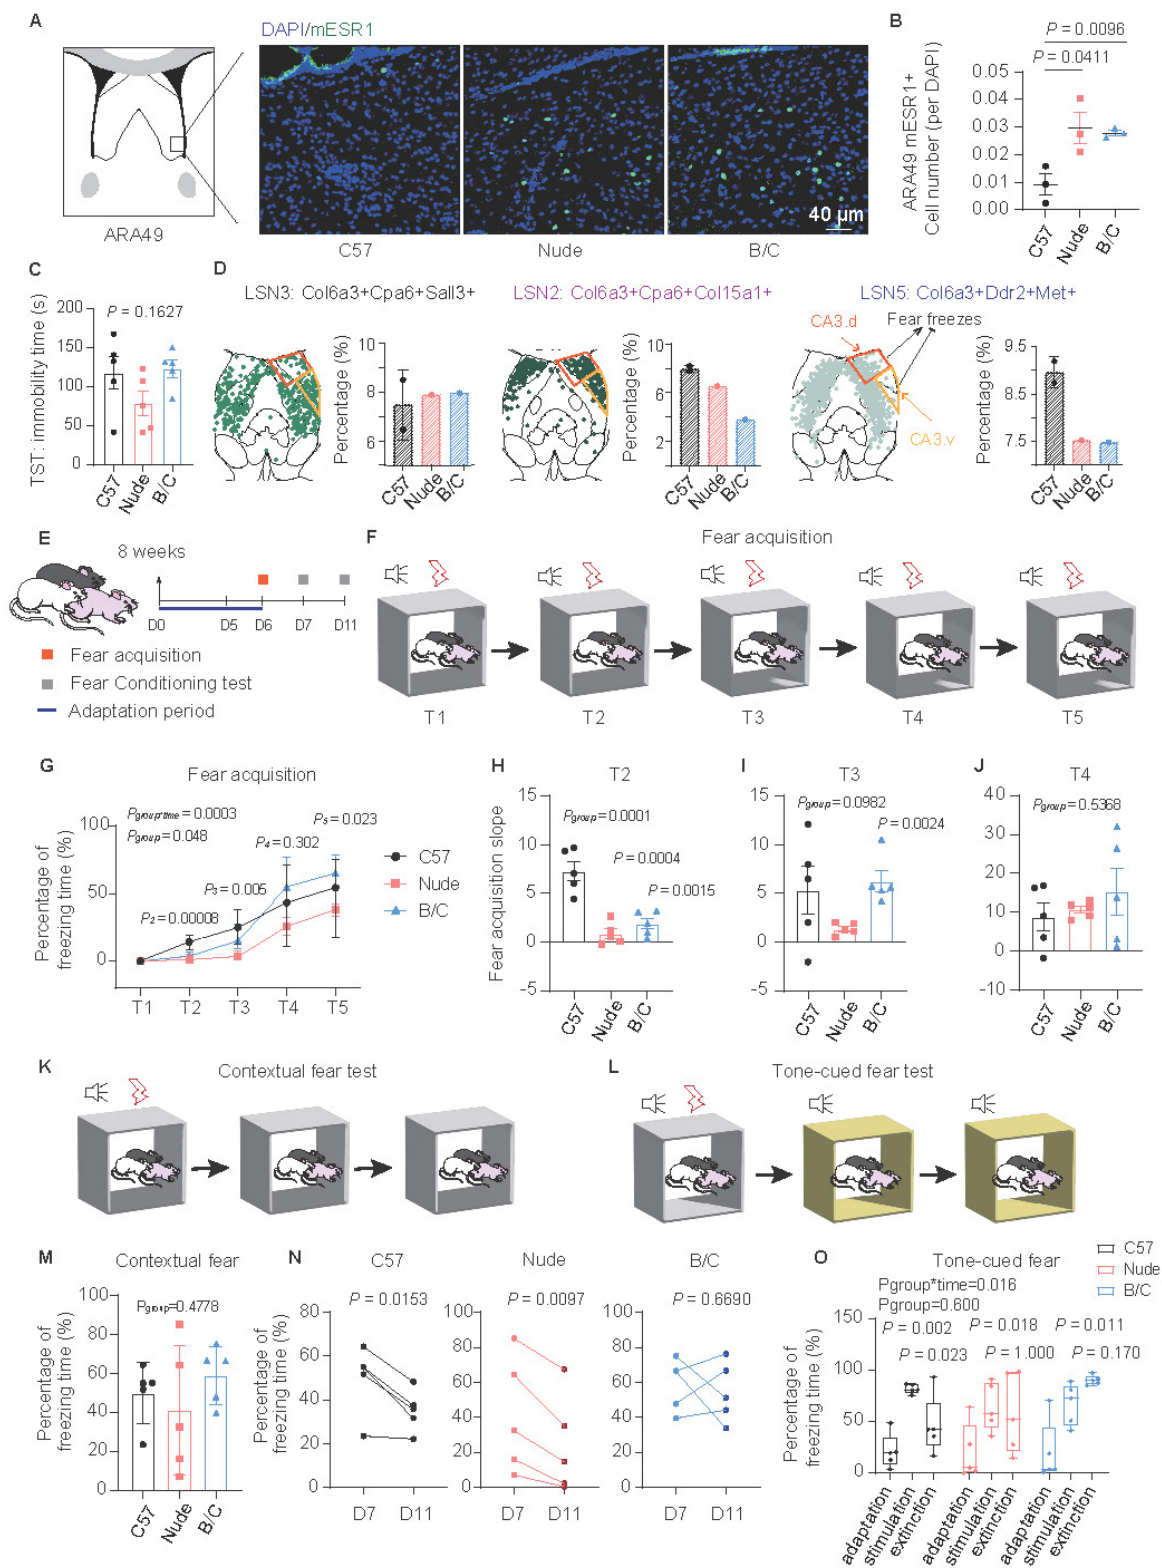 A
DAPI/mESR1
ARA49
C57
Nude
B/C
40 µm
B
P = 0.0096
P = 0.0411
ARA49 mESR1+
Cell number (per DAPI)
0.05
0.04
0.03
0.02
0.01
0.00
C57
Nude
B/C
C
TST: immobility time (s)
P = 0.1627
200
150
100
50
0
C57
Nude
B/C
D
LSN3: Col6a3+Cpa6+Sall3+
Percentage (%)
8
6
C57
Nude
B/C
LSN2: Col6a3+Cpa6+Col15a1+
Percentage (%)
10
8
6
4
2
C57
Nude
B/C
LSN5: Col6a3+Ddr2+Met+
CA3.d
Fear freezes
CA3.v
Percentage (%)
9.5
7.5
C57
Nude
B/C
E
8 weeks
D0
D5
D6
D7
D11
Fear acquisition
Fear Conditioning test
Adaptation period
F
Fear acquisition
T1
T2
T3
T4
T5
G
Fear acquisition
Pgroup*time = 0.0003
Pgroup = 0.048
P2 = 0.00008
P3 = 0.005
P4 = 0.302
P5 = 0.023
Percentage of
freezing time (%)
100
50
0
T1
T2
T3
T4
T5
C57
Nude
B/C
H
T2
Fear acquisition slope
Pgroup = 0.0001
P = 0.0004
P = 0.0015
15
10
5
0
−5
C57
Nude
B/C
I
T3
Pgroup = 0.0982
P = 0.0024
15
10
5
0
−5
C57
Nude
B/C
J
T4
Pgroup = 0.5368
40
30
20
10
0
−10
C57
Nude
B/C
K
Contextual fear test
L
Tone-cued fear test
M
Contextual fear
Pgroup=0.4778
Percentage of
freezing time (%)
100
80
60
40
20
0
C57
Nude
B/C
N
C57
P = 0.0153
Percentage of
freezing time (%)
80
60
40
20
0
D7
D11
Nude
P = 0.0097
100
80
60
40
20
0
D7
D11
B/C
P = 0.6690
100
80
60
40
20
0
D7
D11
O
Tone-cued fear
C57
Nude
B/C
Pgroup*time=0.016
Pgroup=0.600
P = 0.002
P = 0.018
P = 0.011
P = 0.023
P = 1.000
P = 0.170
Percentage of
freezing time (%)
150
100
50
0
adaptation
stimulation
extinction
adaptation
stimulation
extinction
adaptation
stimulation
extinction